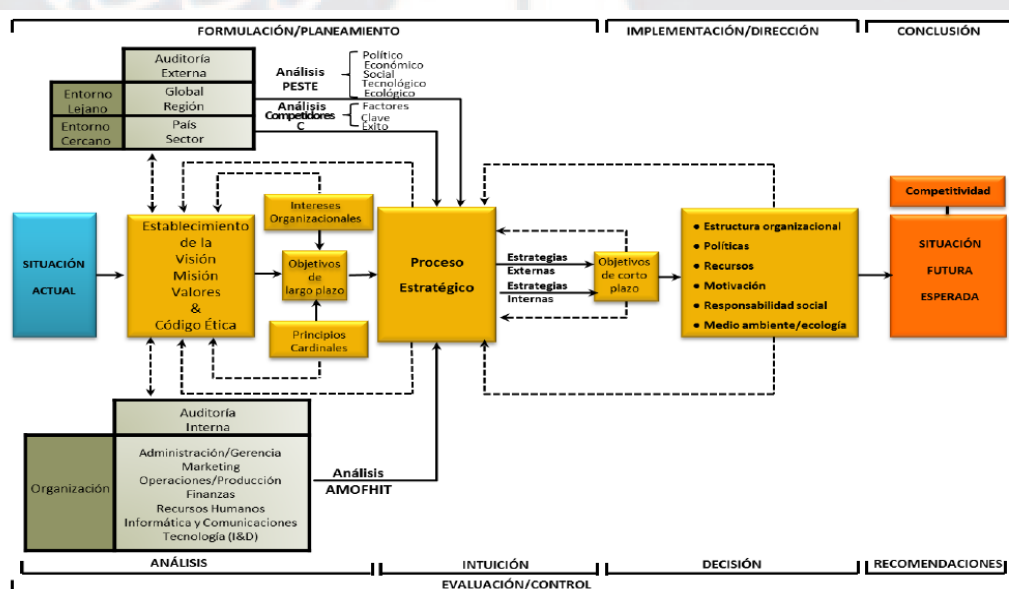 FORMULACIÓN/PLANEAMIENTO
IMPLEMENTACIÓN/DIRECCIÓN
CONCLUSIÓN
Auditoría
Externa
Entorno
Lejano
Global
Región
Entorno
Cercano
País
Sector
Análisis
PESTE
Político
Económico
Social
Tecnológico
Ecológico
Análisis
Competidores
C
Factores
Clave
Éxito
SITUACIÓN
ACTUAL
Establecimiento
de la
Visión
Misión
Valores
&
Código Ética
Intereses
Organizacionales
Objetivos
de
largo plazo
Principios
Cardinales
Proceso
Estratégico
Estrategias
Externas
Estrategias
Internas
Objetivos
de corto
plazo
• Estructura organizacional
• Políticas
• Recursos
• Motivación
• Responsabilidad social
• Medio ambiente/ecología
Competitividad
SITUACIÓN
FUTURA
ESPERADA
Auditoría
Interna
Organización
Administración/Gerencia
Marketing
Operaciones/Producción
Finanzas
Recursos Humanos
Informática y Comunicaciones
Tecnología (I&D)
Análisis
AMOFHIT
ANÁLISIS
INTUICIÓN
DECISIÓN
RECOMENDACIONES
EVALUACIÓN/CONTROL